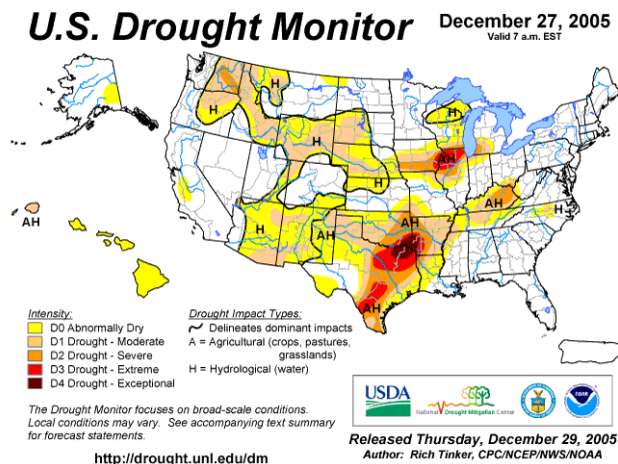 U.S. Drought Monitor
December 27, 2005
Valid 7 a.m. EST
H
H
H
H
H
AH
AH
H
AH
AH
AH
H
AH
AH
Intensity:
D0 Abnormally Dry
D1 Drought - Moderate
D2 Drought - Severe
D3 Drought - Extreme
D4 Drought - Exceptional
Drought Impact Types:
Delineates dominant impacts
A = Agricultural (crops, pastures,
grasslands)
H = Hydrological (water)
The Drought Monitor focuses on broad-scale conditions.
Local conditions may vary. See accompanying text summary
for forecast statements.
http://drought.unl.edu/dm
USDA
National Drought Mitigation Center
NOAA
Released Thursday, December 29, 2005
Author: Rich Tinker, CPC/NCEP/NWS/NOAA